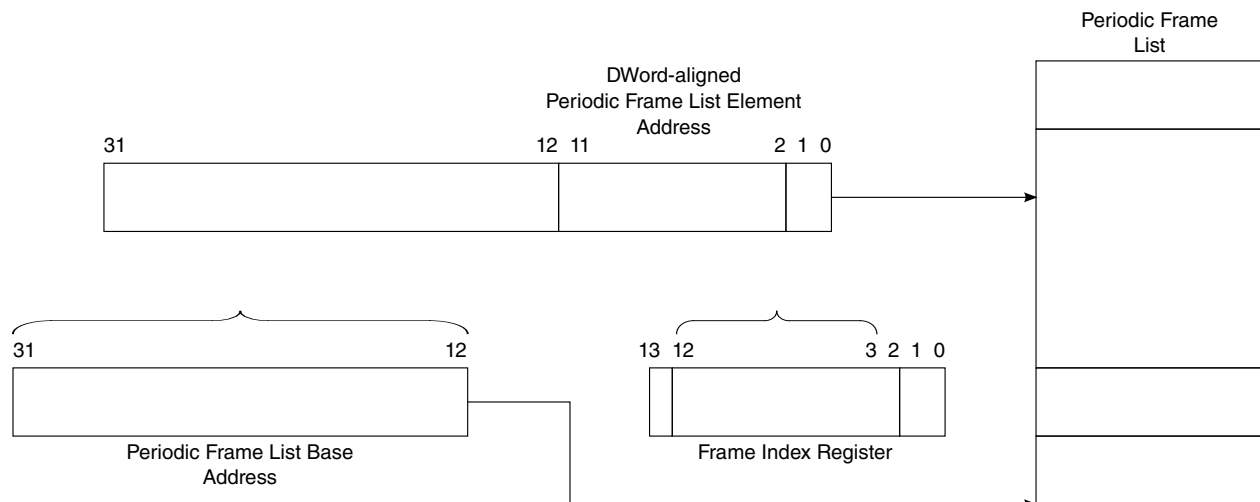 Periodic Frame
List
DWord-aligned
Periodic Frame List Element
Address
31 12 11 2 1 0
31 12
13 12 3 2 1 0
Periodic Frame List Base
Address
Frame Index Register